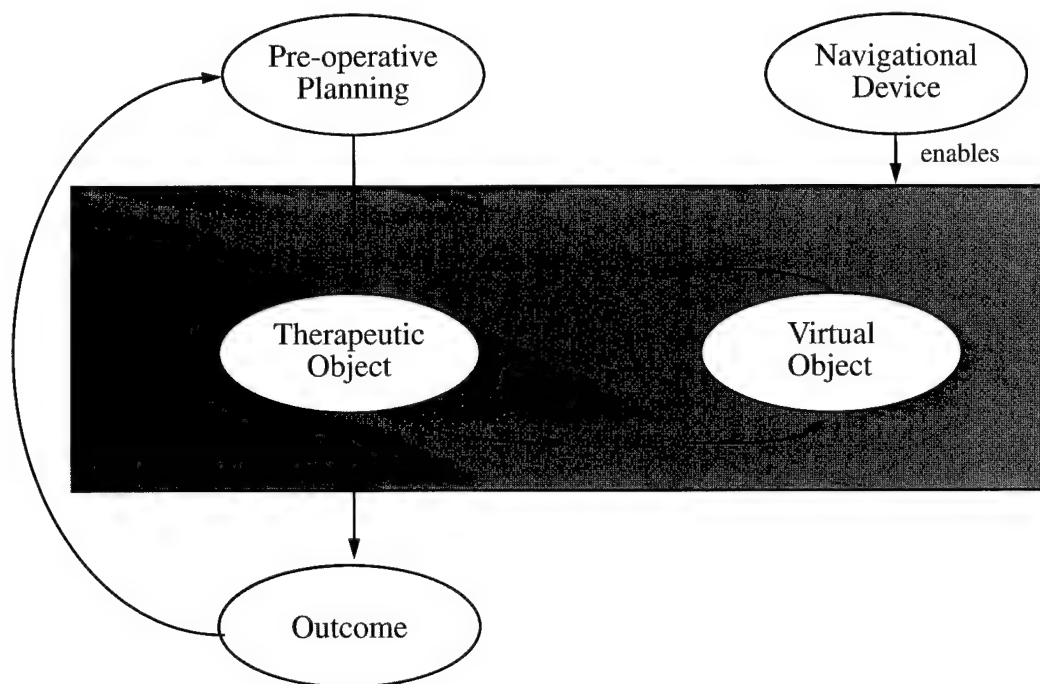 Pre-operative
Planning
Navigational
Device
enables
Therapeutic
Object
Virtual
Object
Outcome